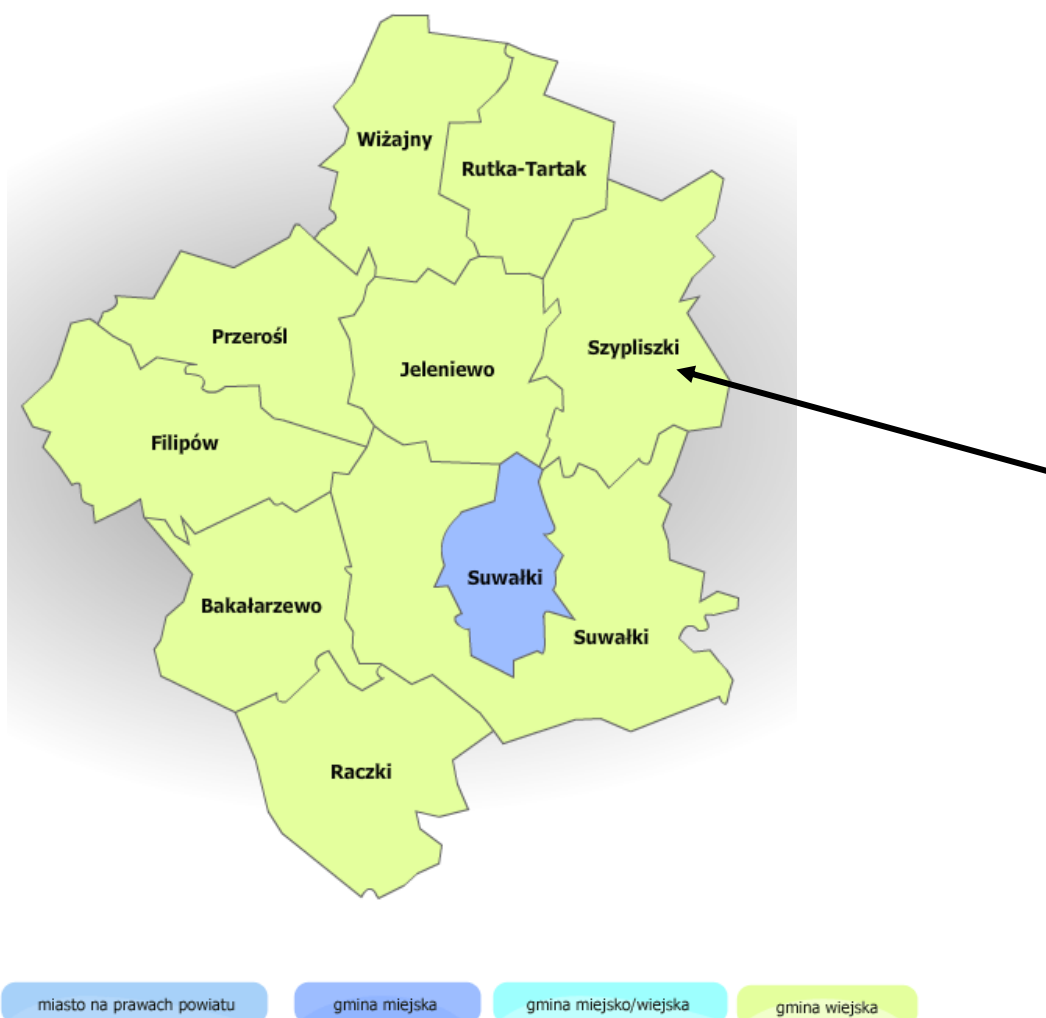 Wiżajny
Rutka-Tartak
Przerośl
Szypliszki
Jeleniewo
Filipów
Suwałki
Bakałarzewo
Suwałki
Raczki
miasto na prawach powiatu
gmina miejska
gmina miejsko/wiejska
gmina wiejska